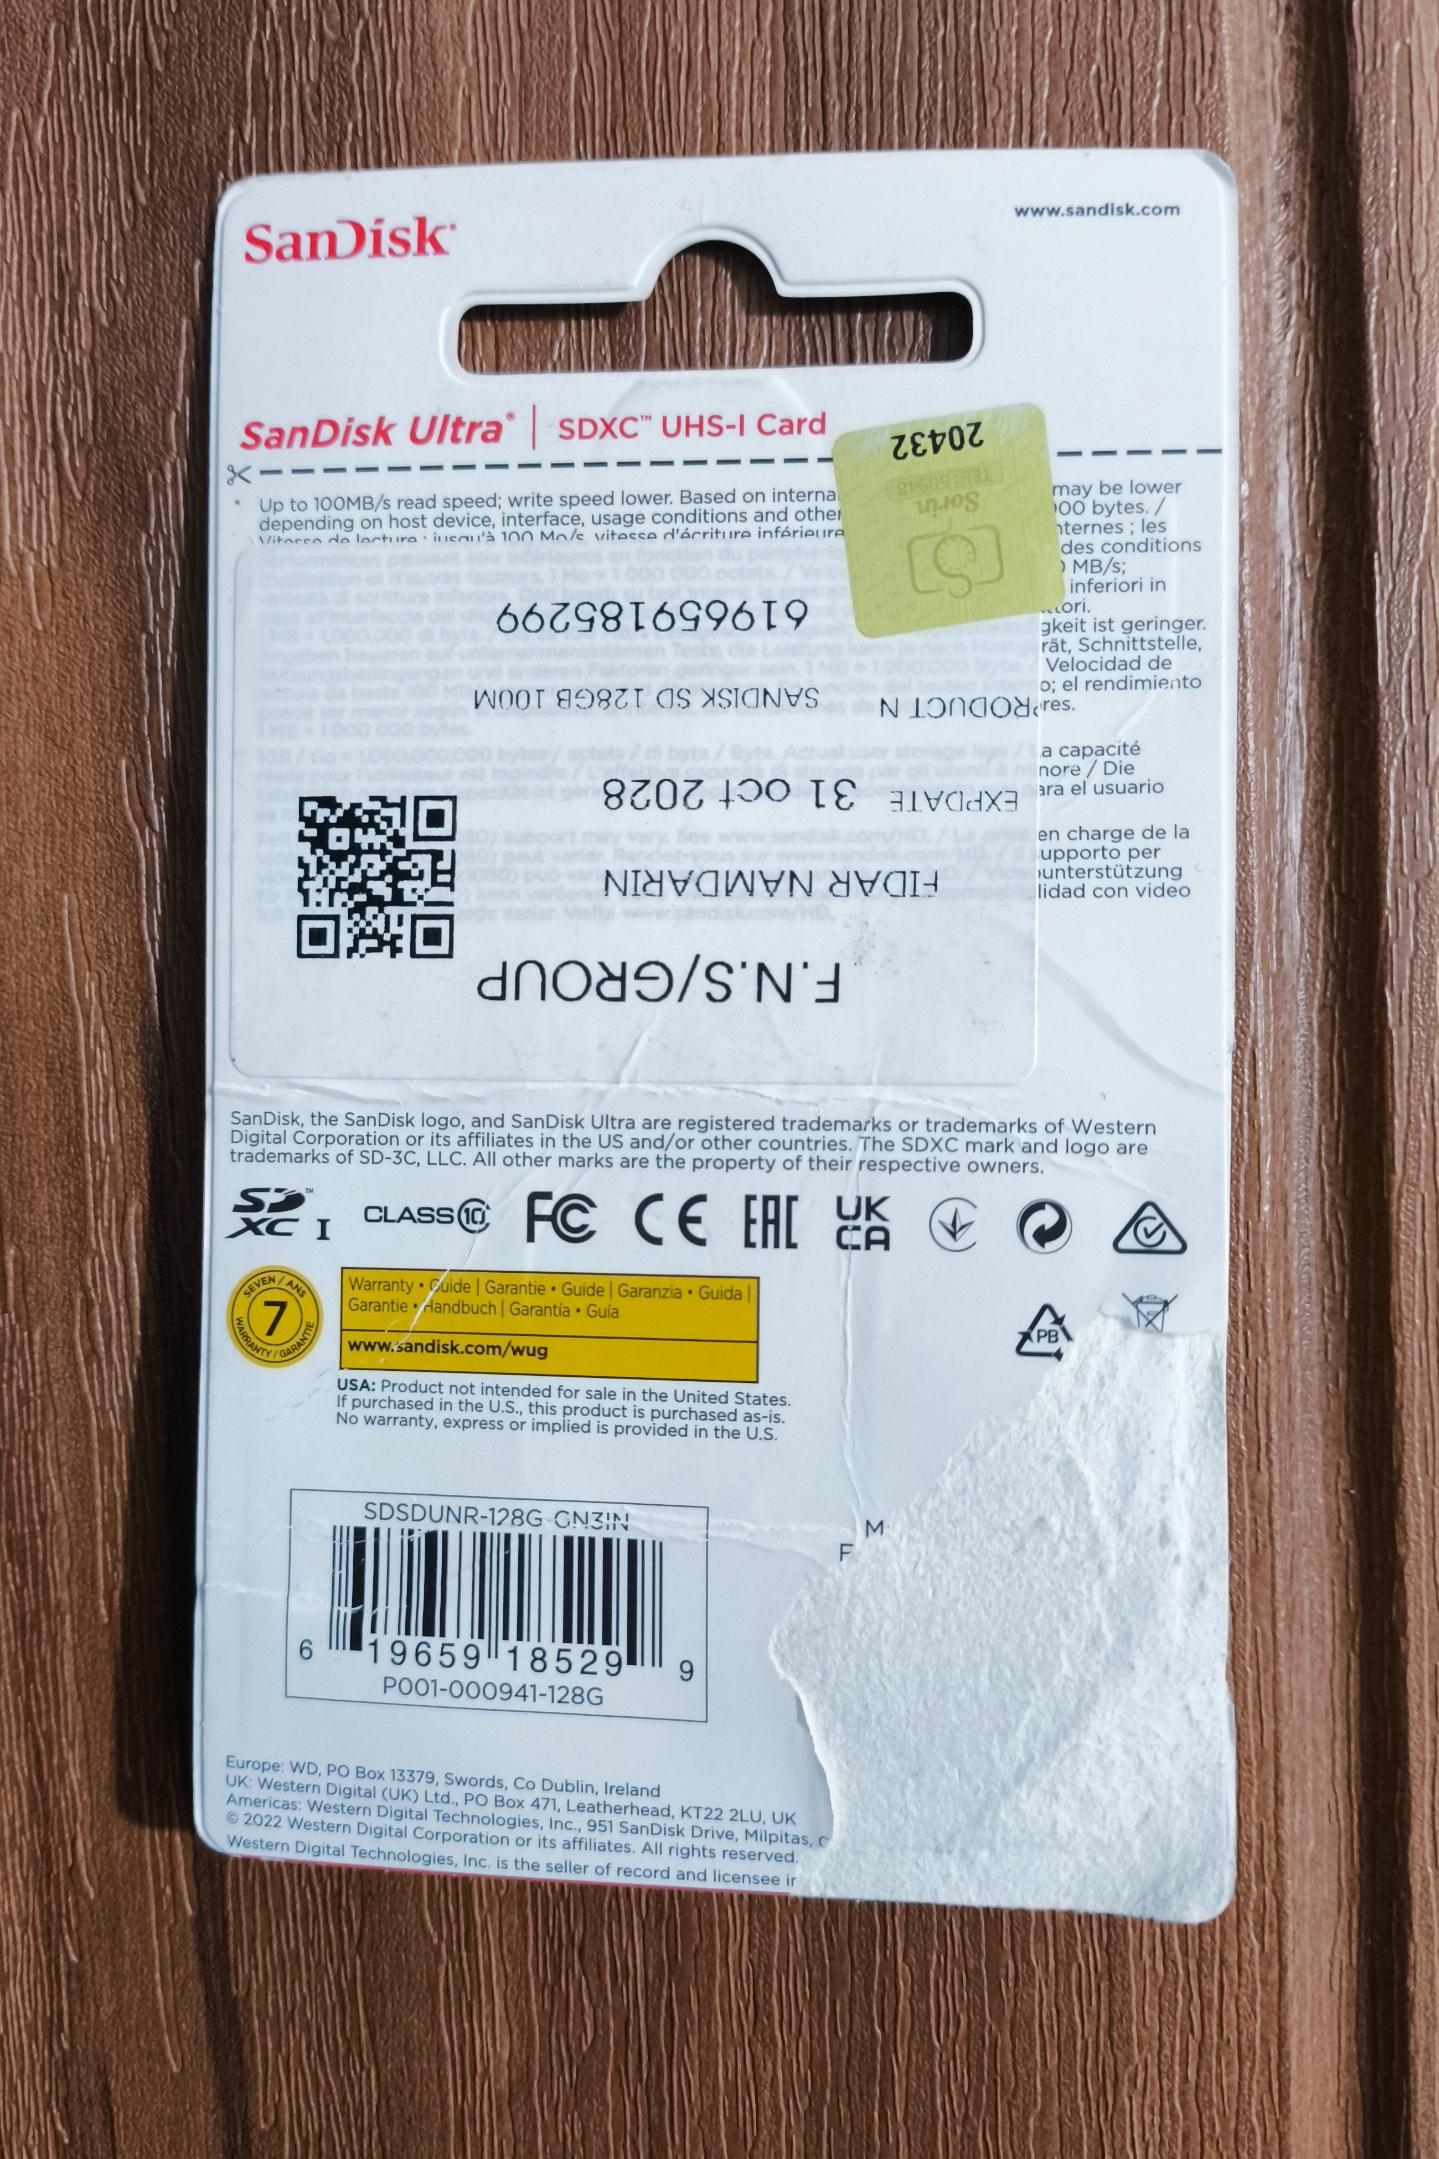 SanDisk
www.sandisk.com
SanDisk Ultra® | SDXC™ UHS-I Card
20432
TEL: 58948
Sorin
* Up to 100MB/s read speed; write speed lower. Based on interna may be lower
depending on host device, interface, usage conditions and other 000 bytes. /
Vitesse de lecture : jusqu'à 100 Mo/s, vitesse d'écriture inférieure nternes ; les
des conditions
MB/s;
inferiori in
ttori.
gkeit ist geringer.
rät, Schnittstelle,
Velocidad de
o; el rendimiento
res.
a capacité
nore / Die
ara el usuario
en charge de la
upporto per
unterstützung
lidad con video
F.N.S/GROUP
FIDAR NAMDARIN
EXPDATE 31 oct 2028
PRODUCT N SANDISK SD 128GB 100M
619659185299
SanDisk, the SanDisk logo, and SanDisk Ultra are registered trademarks or trademarks of Western
Digital Corporation or its affiliates in the US and/or other countries. The SDXC mark and logo are
trademarks of SD-3C, LLC. All other marks are the property of their respective owners.
SD XC™ I CLASS 10 FC CE EAC UK CA
SEVEN / ANS
7
WARRANTY / GARANTIE
Warranty • Guide | Garantie • Guide | Garanzia • Guida |
Garantie • Handbuch | Garantía • Guía
www.sandisk.com/wug
PB
USA: Product not intended for sale in the United States.
If purchased in the U.S., this product is purchased as-is.
No warranty, express or implied is provided in the U.S.
SDSDUNR-128G-GN3IN
M
F
6 19659 18529 9
P001-000941-128G
Europe: WD, PO Box 13379, Swords, Co Dublin, Ireland
UK: Western Digital (UK) Ltd., PO Box 471, Leatherhead, KT22 2LU, UK
Americas: Western Digital Technologies, Inc., 951 SanDisk Drive, Milpitas, C
© 2022 Western Digital Corporation or its affiliates. All rights reserved.
Western Digital Technologies, Inc. is the seller of record and licensee in